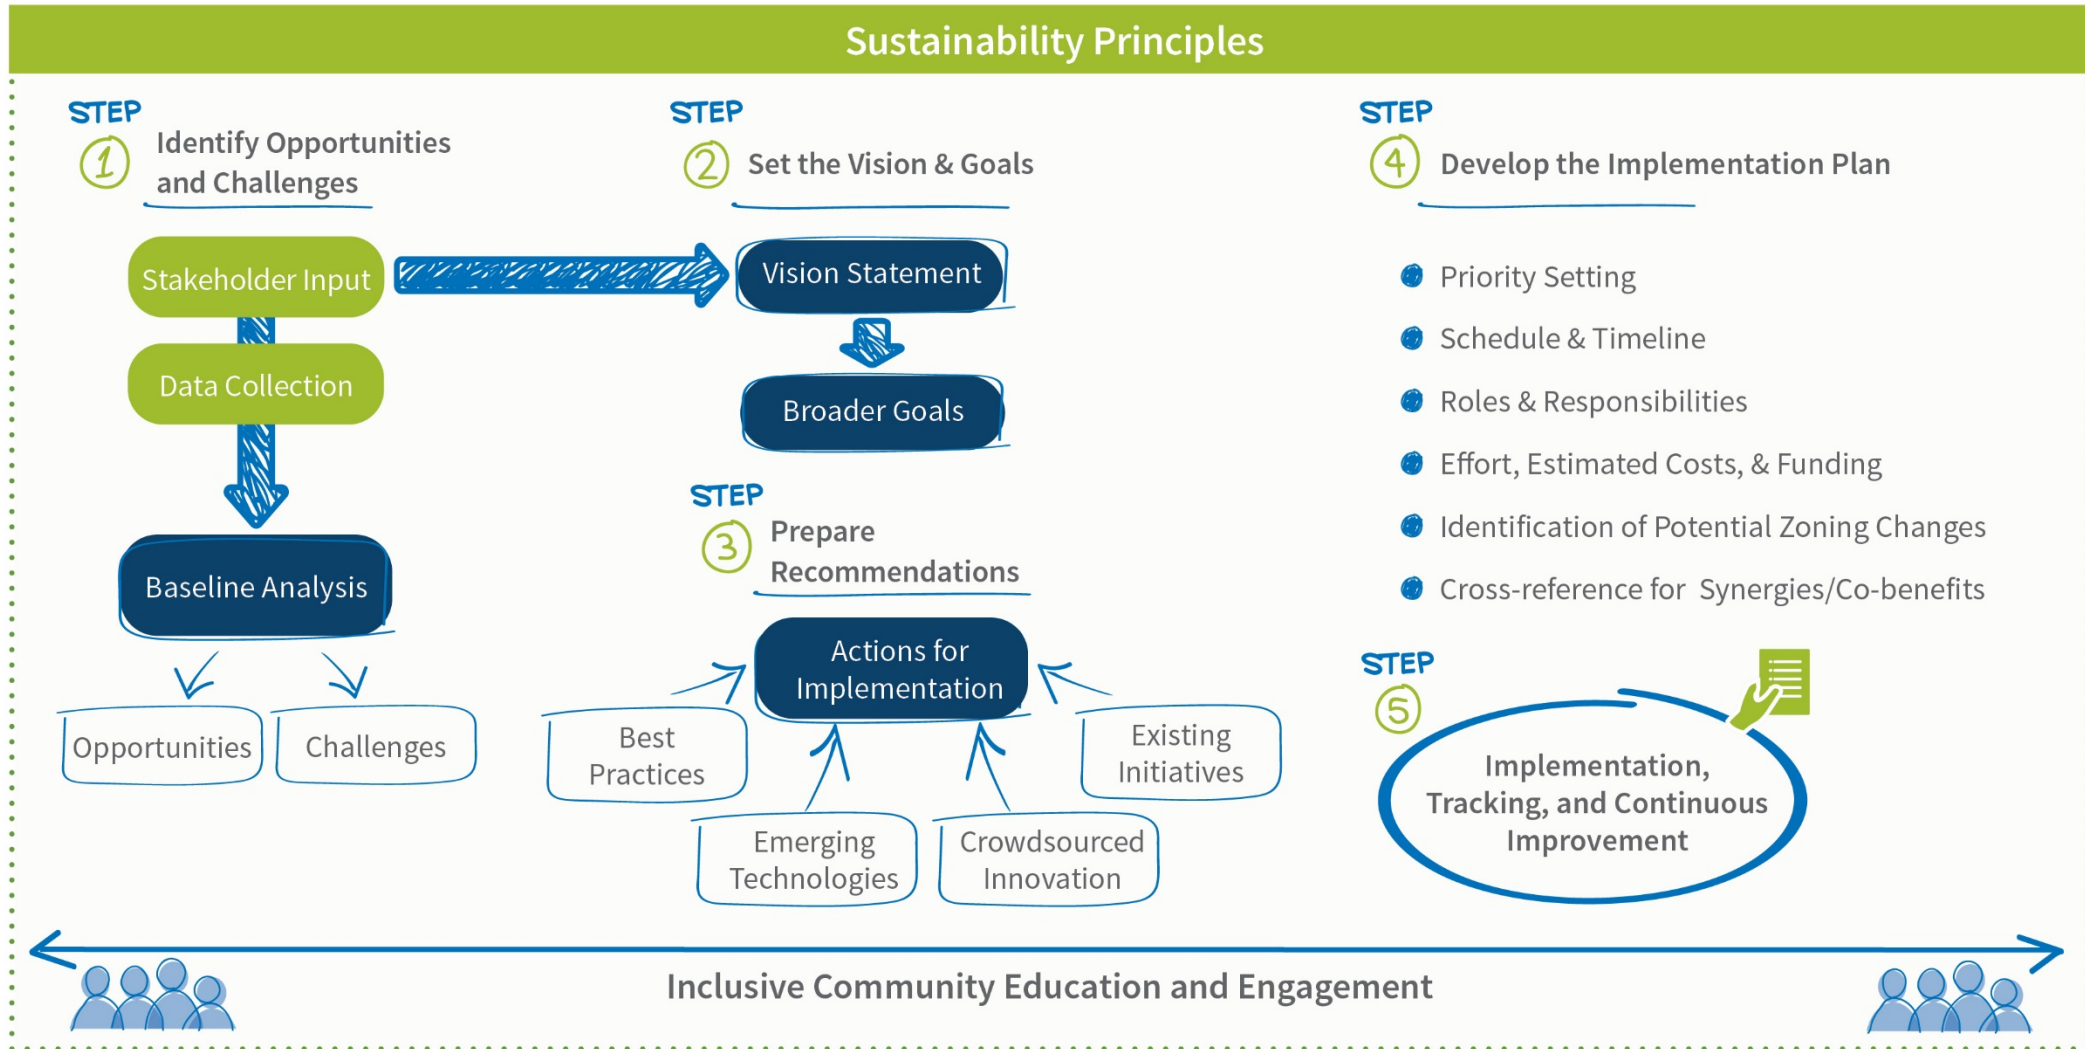 Sustainability Principles
STEP
1
Identify Opportunities
and Challenges
Stakeholder Input
Data Collection
Baseline Analysis
Opportunities
Challenges
STEP
2
Set the Vision & Goals
Vision Statement
Broader Goals
STEP
3
Prepare
Recommendations
Actions for
Implementation
Best
Practices
Emerging
Technologies
Crowdsourced
Innovation
Existing
Initiatives
STEP
4
Develop the Implementation Plan
Priority Setting
Schedule & Timeline
Roles & Responsibilities
Effort, Estimated Costs, & Funding
Identification of Potential Zoning Changes
Cross-reference for Synergies/Co-benefits
STEP
5
Implementation,
Tracking, and Continuous
Improvement
Inclusive Community Education and Engagement